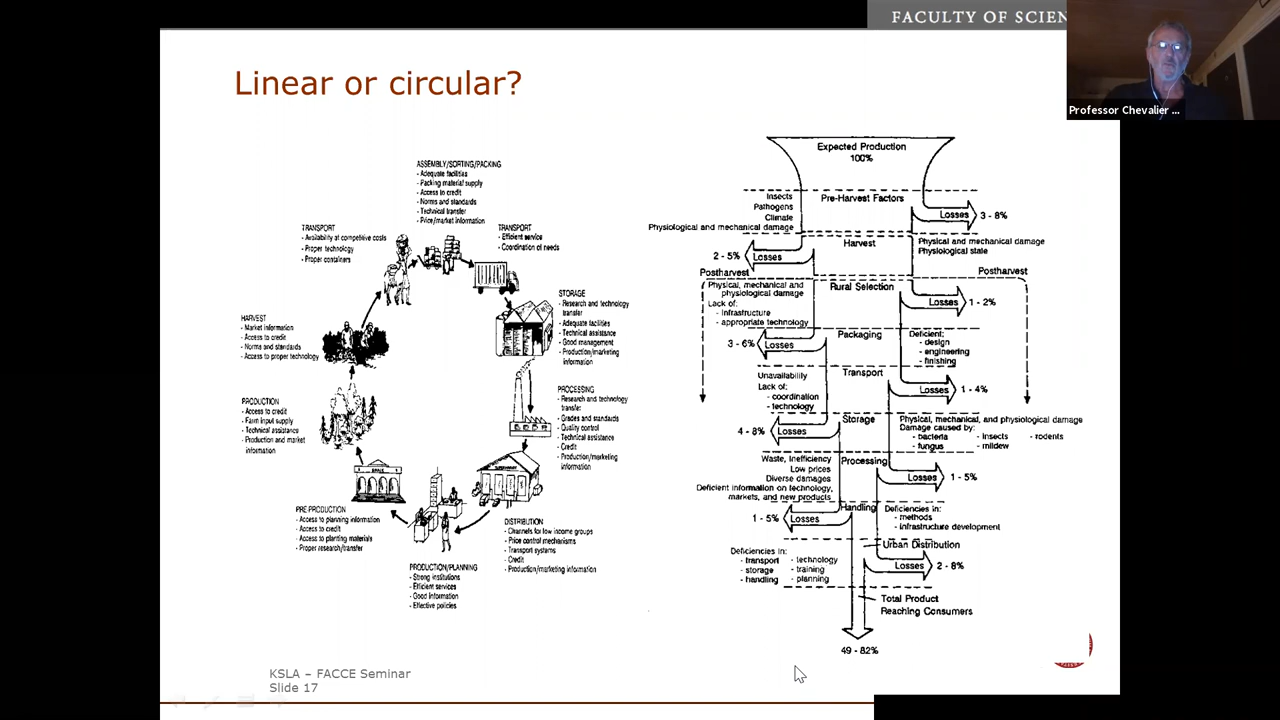 FACULTY OF SCIEN
Professor Chevalier ...
Linear or circular?
ASSEMBLY/SORTING/PACKING
- Adequate facilities
- Packing material supply
- Access to credit
- Norms and standards
- Technical transfer
- Price/market information
TRANSPORT
- Availability at competitive costs
- Proper technology
- Proper containers
TRANSPORT
- Efficient service
- Coordination of needs
STORAGE
- Research and technology
transfer
- Adequate facilities
- Technical assistance
- Good management
- Production/marketing
information
HARVEST
- Market information
- Access to credit
- Norms and standards
- Access to proper technology
PROCESSING
- Research and technology
transfer
- Grades and standards
- Quality control
- Technical assistance
- Credit
- Production/marketing
information
PRODUCTION
- Access to credit
- Farm input supply
- Technical assistance
- Production and market
information
PRE PRODUCTION
- Access to planning information
- Access to credit
- Access to planting materials
- Proper research/transfer
DISTRIBUTION
- Channels for low income groups
- Price control mechanisms
- Transport systems
- Credit
- Production/marketing information
PRODUCTION/PLANNING
- Strong institutions
- Efficient services
- Good information
- Effective policies
Expected Production
100%
Insects
Pathogens
Climate
Physiological and mechanical damage
Pre-Harvest Factors
Losses 3 - 8%
Harvest
Physical and mechanical damage
Physiological state
2 - 5% Losses
Postharvest
Postharvest
Physical, mechanical and
physiological damage
Lack of:
- infrastructure
- appropriate technology
Rural Selection
Losses 1 - 2%
Packaging
Deficient:
- design
- engineering
- finishing
3 - 6% Losses
Transport
Unavailability
Lack of:
- coordination
- technology
Losses 1 - 4%
Storage
Physical, mechanical, and physiological damage
Damage caused by:
- bacteria - insects - rodents
- fungus - mildew
4 - 8% Losses
Processing
Waste, Inefficiency
Low prices
Diverse damages
Deficient information on technology,
markets, and new products
Losses 1 - 5%
Handling
Deficiencies in:
- methods
- infrastructure development
1 - 5% Losses
Urban Distribution
Deficiencies in:
- transport - technology
- storage - training
- handling - planning
Losses 2 - 8%
Total Product
Reaching Consumers
49 - 82%
KSLA – FACCE Seminar
Slide 17